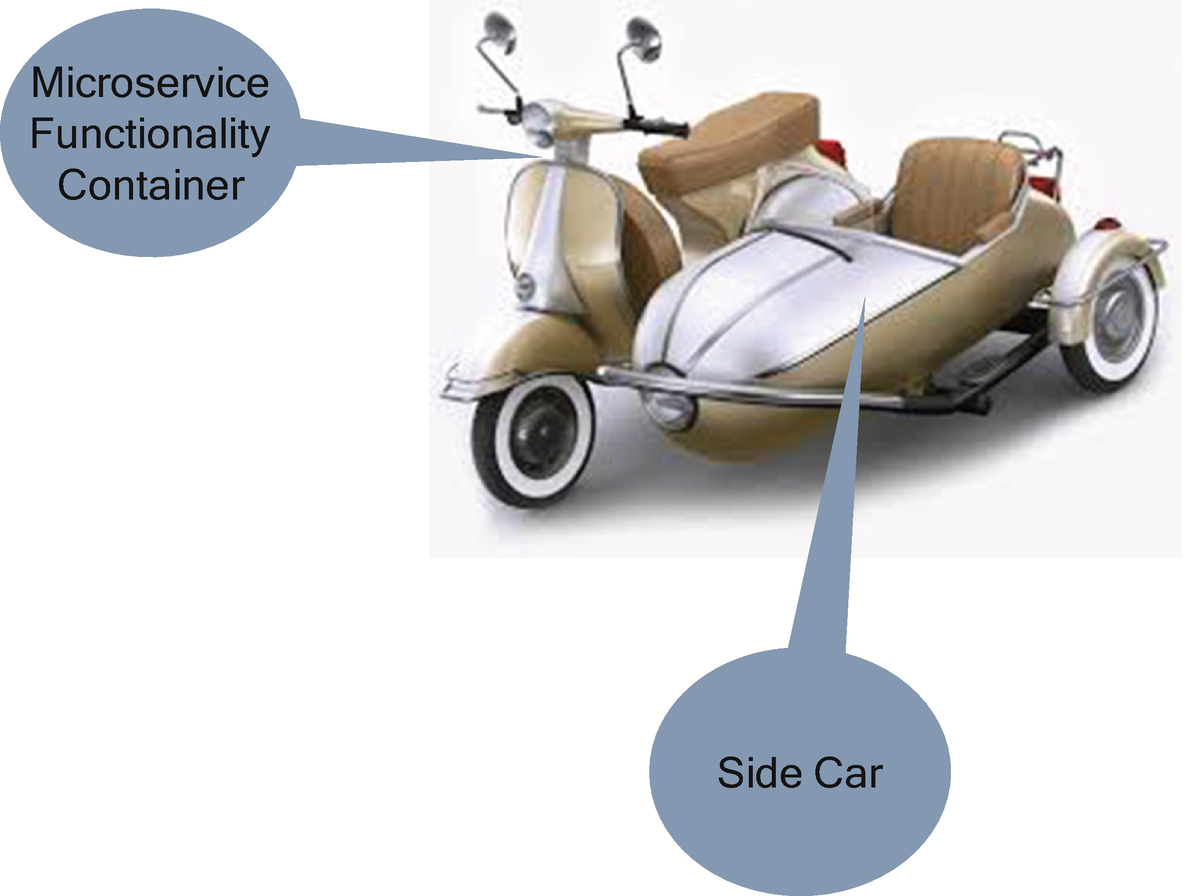 Microservice
Functionality
Container
Side Car